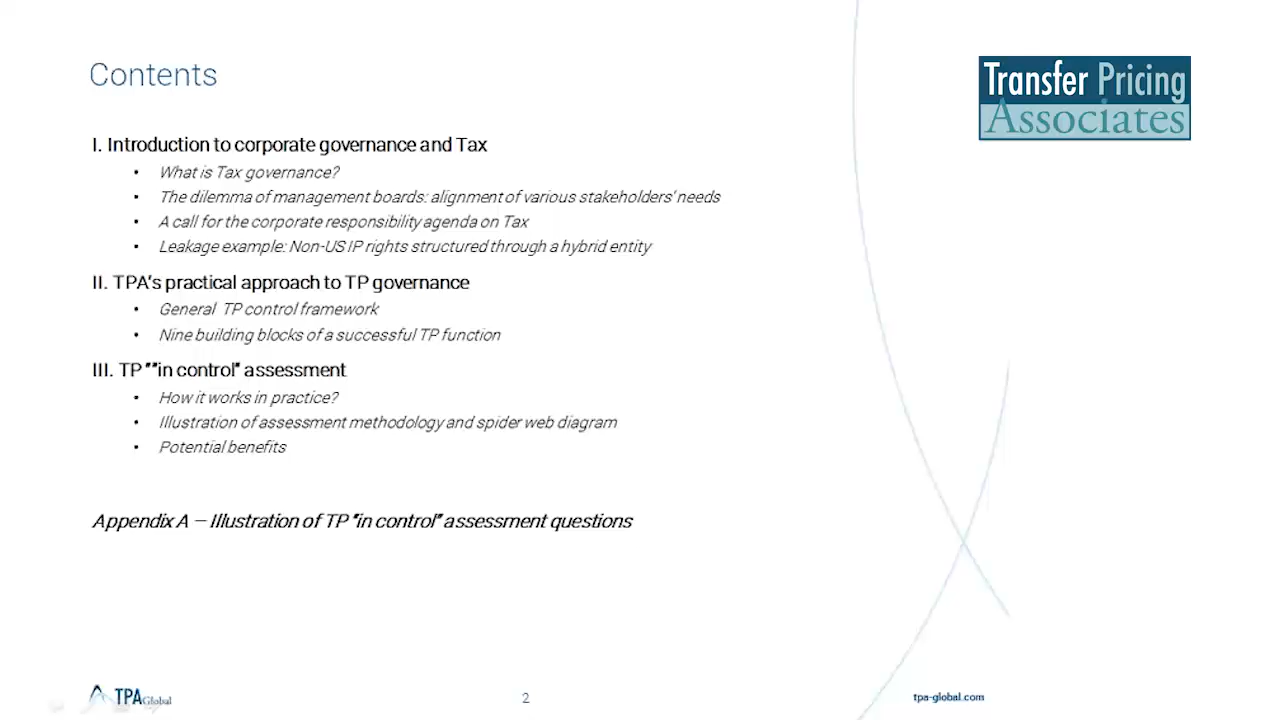 Contents
Transfer Pricing
Associates
I. Introduction to corporate governance and Tax
• What is Tax governance?
• The dilemma of management boards: alignment of various stakeholders' needs
• A call for the corporate responsibility agenda on Tax
• Leakage example: Non-US IP rights structured through a hybrid entity
II. TPA's practical approach to TP governance
• General TP control framework
• Nine building blocks of a successful TP function
III. TP ""in control" assessment
• How it works in practice?
• Illustration of assessment methodology and spider web diagram
• Potential benefits
Appendix A – Illustration of TP "in control" assessment questions
TPA Global
2
tpa-global.com